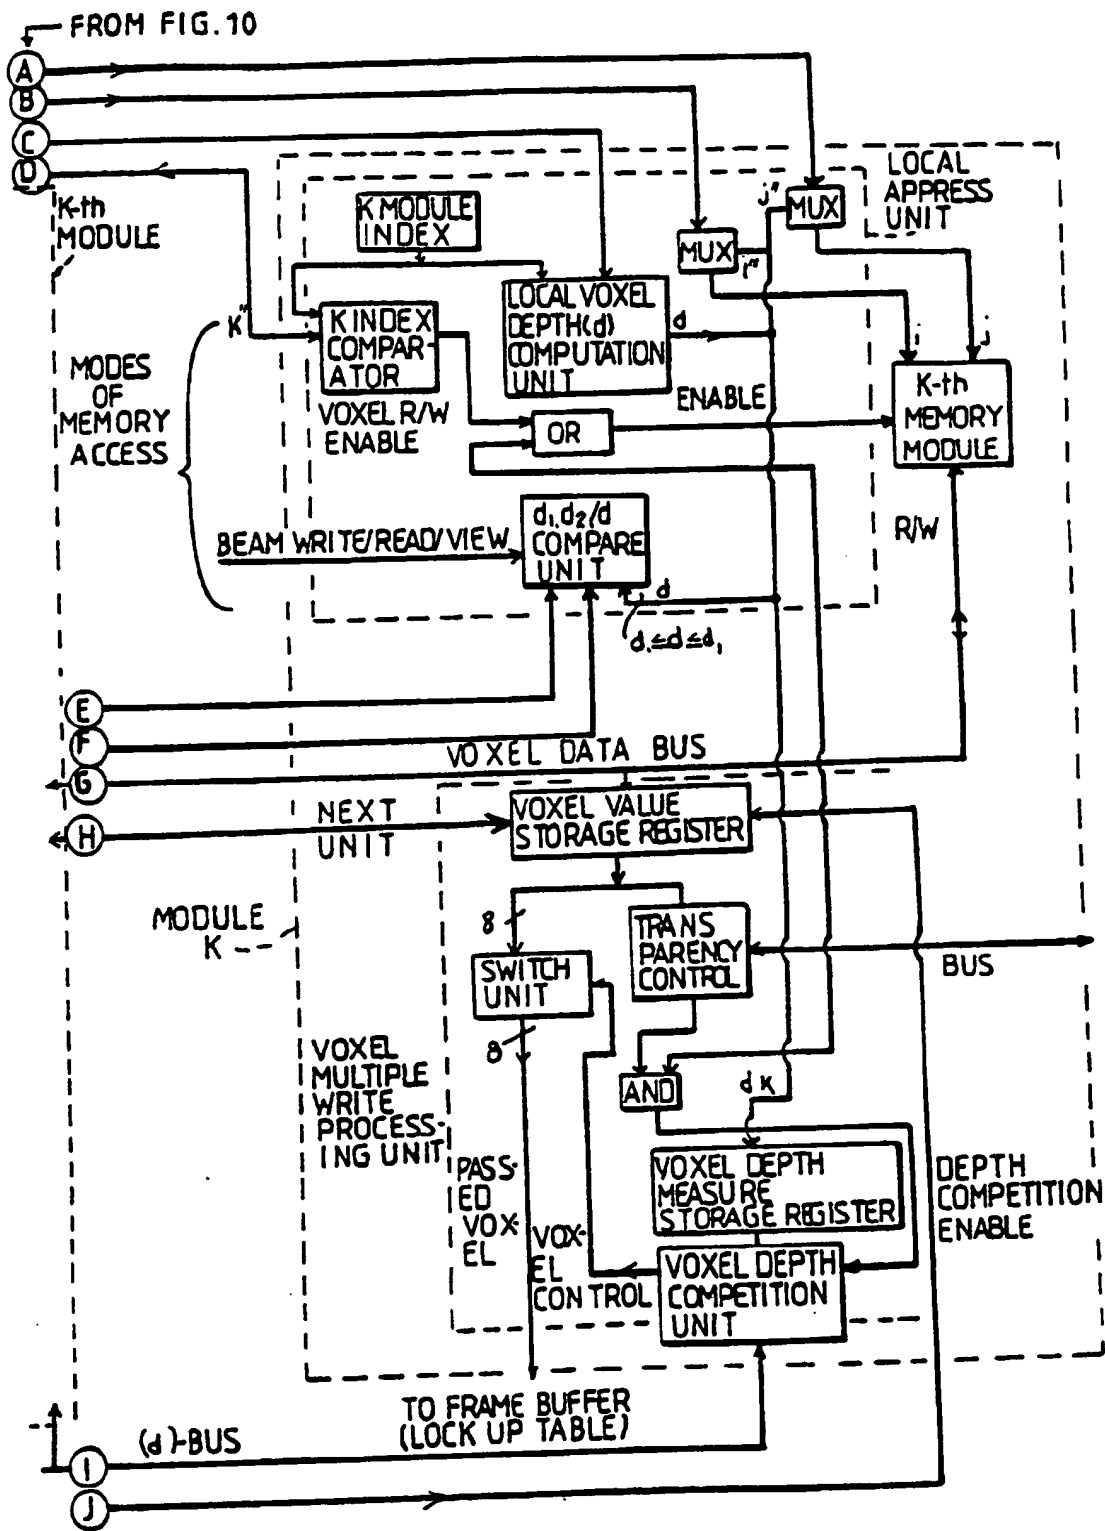 FROM FIG.10
A
B
C
D
K-th
MODULE
K MODULE
INDEX
LOCAL
APPRESS
UNIT
j"
MUX
MUX
i"
K"
K INDEX
COMPAR-
ATOR
LOCAL VOXEL
DEPTH(d)
COMPUTATION
UNIT
d
i
j
MODES
OF
MEMORY
ACCESS
VOXEL R/W
ENABLE
OR
ENABLE
K-th
MEMORY
MODULE
R/W
BEAM WRITE/READ/VIEW
d₁,d₂/d
COMPARE
UNIT
d
d.≤d≤d,
E
F
VOXEL DATA BUS
G
H
NEXT
UNIT
VOXEL VALUE
STORAGE REGISTER
MODULE
K
8
SWITCH
UNIT
TRANS
PARENCY
CONTROL
BUS
8
VOXEL
MULTIPLE
WRITE
PROCESS-
ING UNIT
AND
dK
PASS-
ED
VOX-
EL
VOXEL DEPTH
MEASURE
STORAGE REGISTER
DEPTH
COMPETITION
ENABLE
VOX-
EL
CONTROL
VOXEL DEPTH
COMPETITION
UNIT
TO FRAME BUFFER
(LOCK UP TABLE)
(d)-BUS
I
J